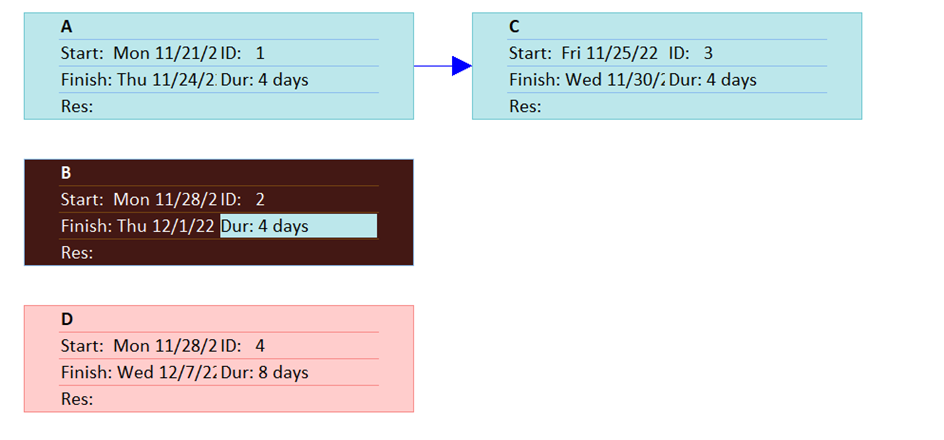 A
Start: Mon 11/21/2 ID: 1
Finish: Thu 11/24/2 Dur: 4 days
Res:
C
Start: Fri 11/25/22 ID: 3
Finish: Wed 11/30/2 Dur: 4 days
Res:
B
Start: Mon 11/28/2 ID: 2
Finish: Thu 12/1/22 Dur: 4 days
Res:
D
Start: Mon 11/28/2 ID: 4
Finish: Wed 12/7/22 Dur: 8 days
Res: